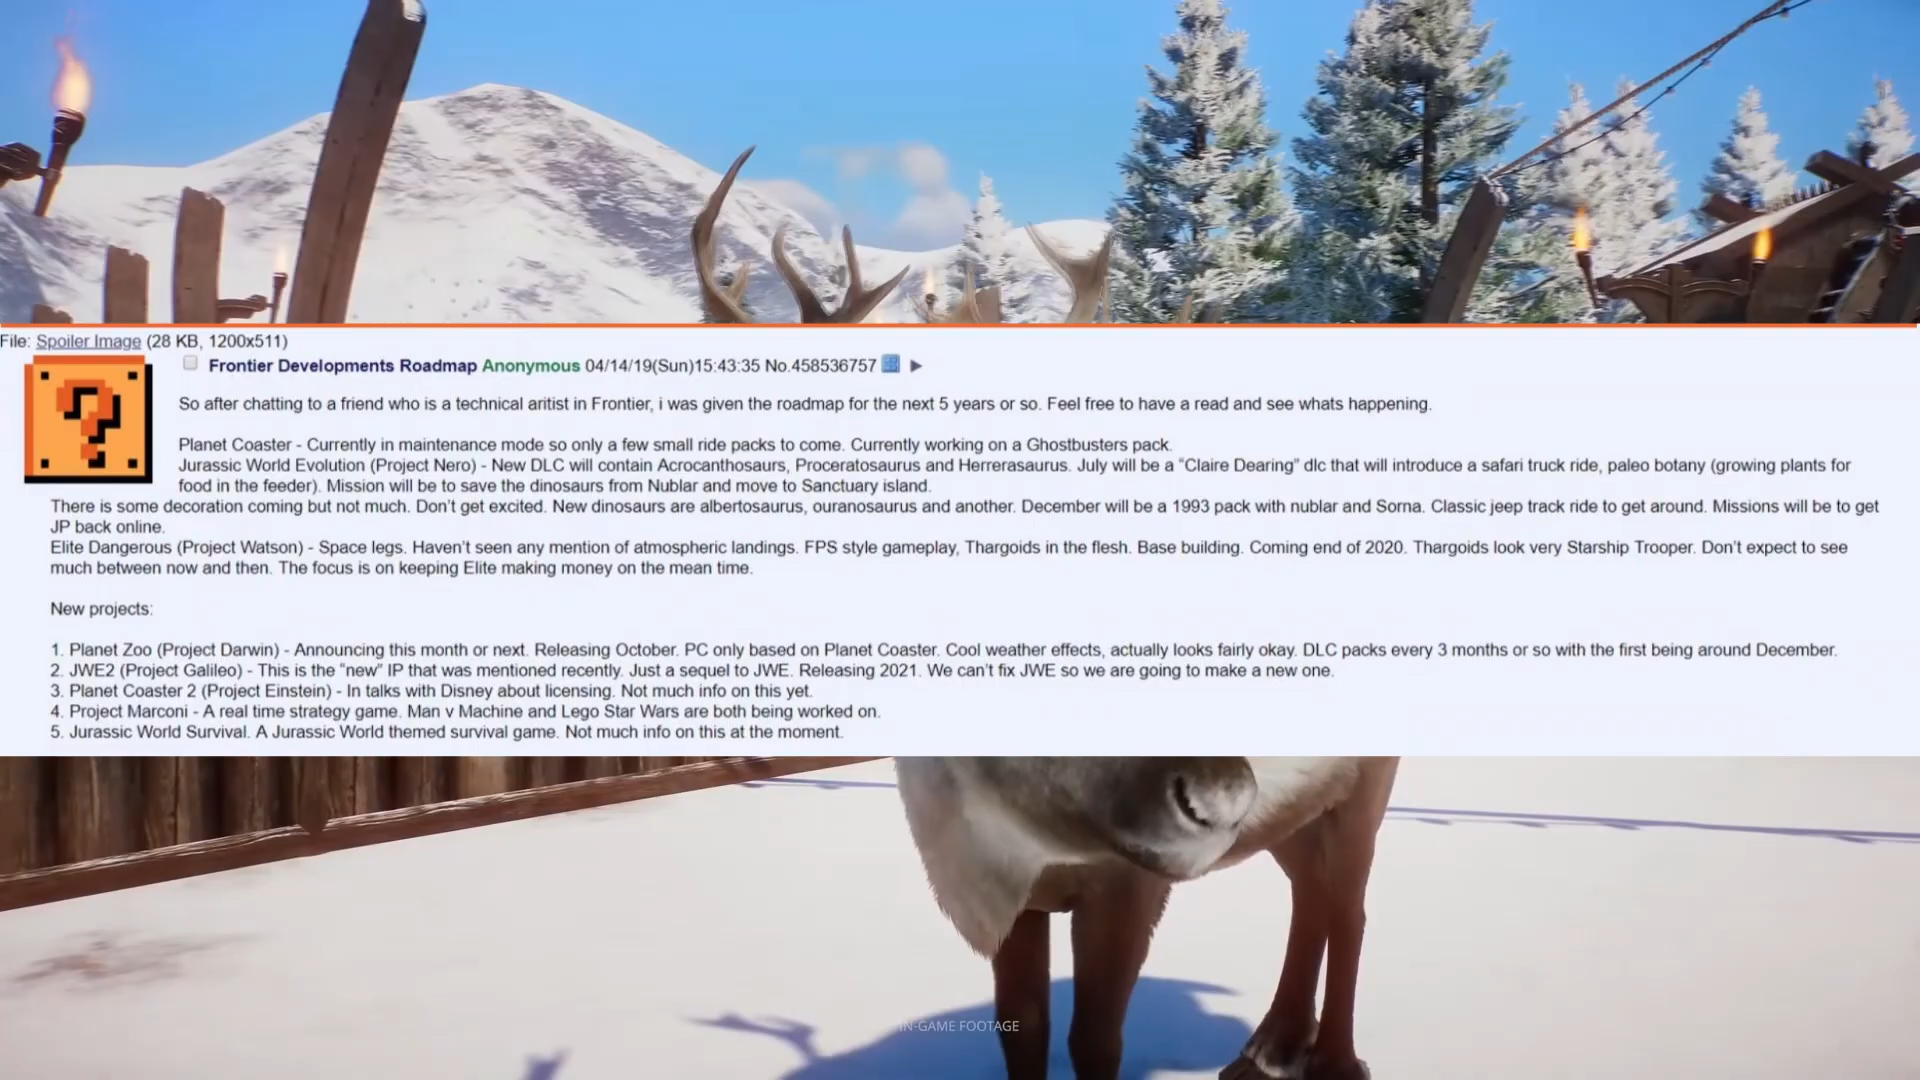 File: Spoiler Image (28 KB, 1200x511)
Frontier Developments Roadmap Anonymous 04/14/19(Sun)15:43:35 No.458536757
So after chatting to a friend who is a technical aritist in Frontier, i was given the roadmap for the next 5 years or so. Feel free to have a read and see whats happening.
Planet Coaster - Currently in maintenance mode so only a few small ride packs to come. Currently working on a Ghostbusters pack.
Jurassic World Evolution (Project Nero) - New DLC will contain Acrocanthosaurs, Proceratosaurus and Herrerasaurus. July will be a “Claire Dearing” dlc that will introduce a safari truck ride, paleo botany (growing plants for
food in the feeder). Mission will be to save the dinosaurs from Nublar and move to Sanctuary island.
There is some decoration coming but not much. Don’t get excited. New dinosaurs are albertosaurus, ouranosaurus and another. December will be a 1993 pack with nublar and Sorna. Classic jeep track ride to get around. Missions will be to get
JP back online.
Elite Dangerous (Project Watson) - Space legs. Haven’t seen any mention of atmospheric landings. FPS style gameplay, Thargoids in the flesh. Base building. Coming end of 2020. Thargoids look very Starship Trooper. Don’t expect to see
much between now and then. The focus is on keeping Elite making money on the mean time.
New projects:
1. Planet Zoo (Project Darwin) - Announcing this month or next. Releasing October. PC only based on Planet Coaster. Cool weather effects, actually looks fairly okay. DLC packs every 3 months or so with the first being around December.
2. JWE2 (Project Galileo) - This is the “new” IP that was mentioned recently. Just a sequel to JWE. Releasing 2021. We can’t fix JWE so we are going to make a new one.
3. Planet Coaster 2 (Project Einstein) - In talks with Disney about licensing. Not much info on this yet.
4. Project Marconi - A real time strategy game. Man v Machine and Lego Star Wars are both being worked on.
5. Jurassic World Survival. A Jurassic World themed survival game. Not much info on this at the moment.
IN-GAME FOOTAGE